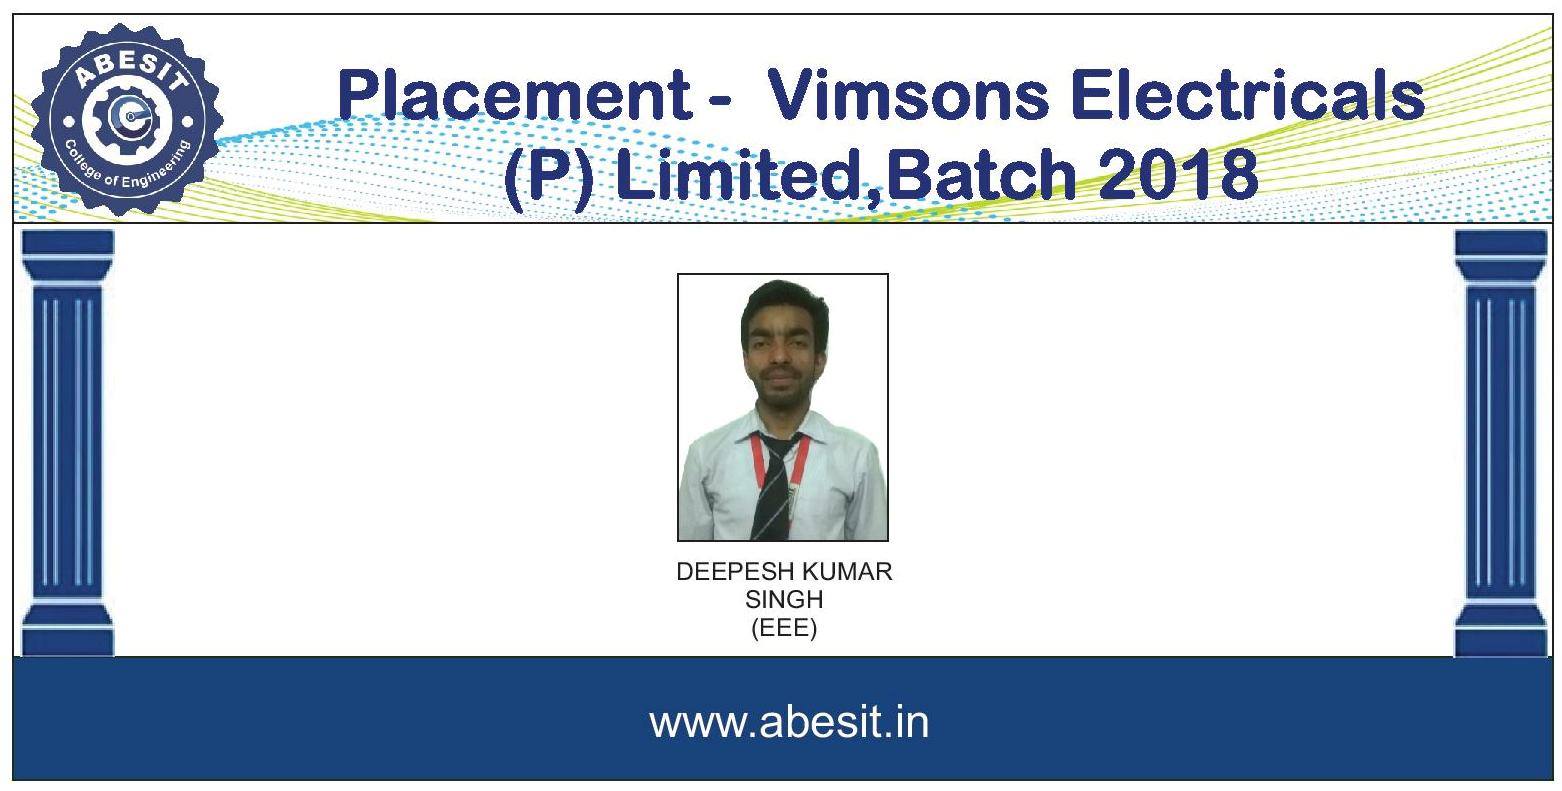 ABESIT
College of Engineering
Placement - Vimsons Electricals
(P) Limited,Batch 2018
DEEPESH KUMAR
SINGH
(EEE)
www.abesit.in